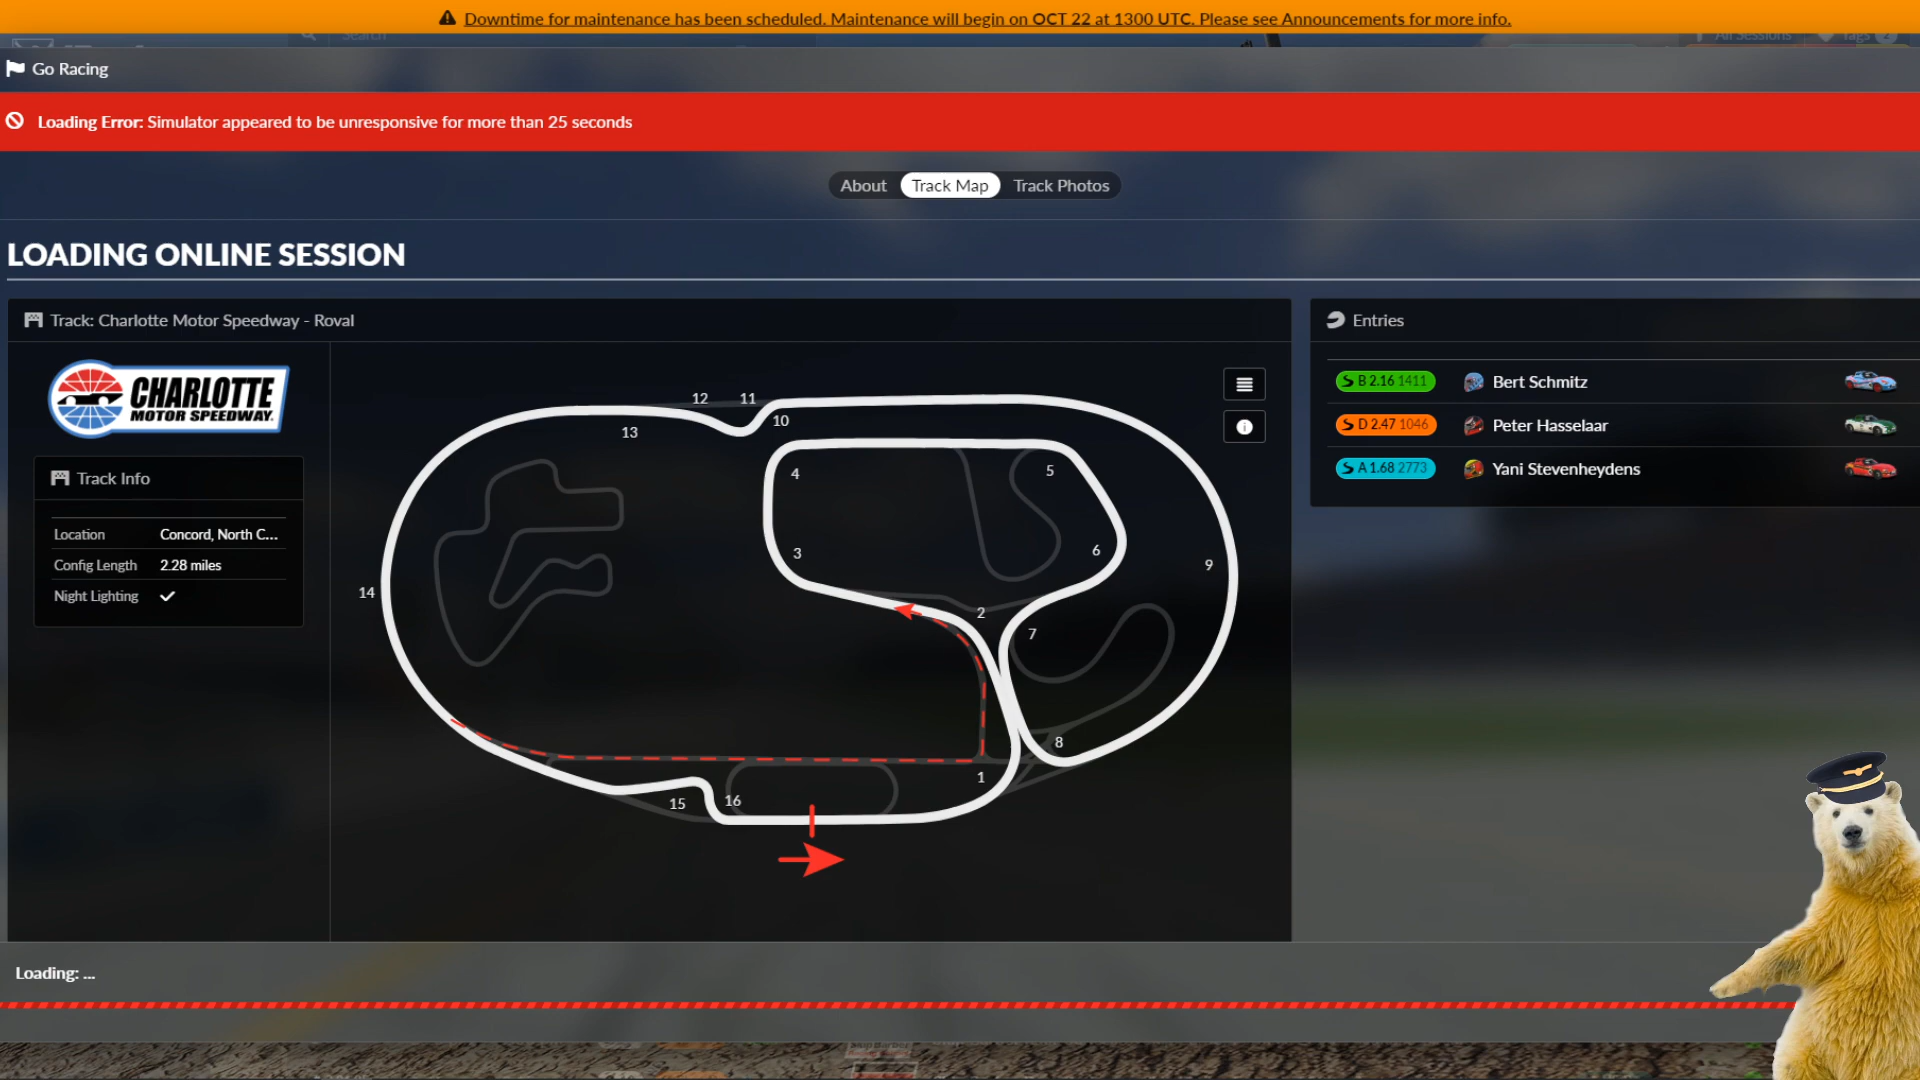 Downtime for maintenance has been scheduled. Maintenance will begin on OCT 22 at 1300 UTC. Please see Announcements for more info.
Search
All Sessions
Tags
Go Racing
Loading Error: Simulator appeared to be unresponsive for more than 25 seconds
About
Track Map
Track Photos
LOADING ONLINE SESSION
Track: Charlotte Motor Speedway - Roval
CHARLOTTE
MOTOR SPEEDWAY.
Track Info
Location Concord, North C...
Config Length 2.28 miles
Night Lighting
12
11
10
13
4
5
3
6
9
14
2
7
8
1
15
16
Entries
B 2.16 1411 Bert Schmitz
D 2.47 1046 Peter Hasselaar
A 1.68 2773 Yani Stevenheydens
Loading: ...